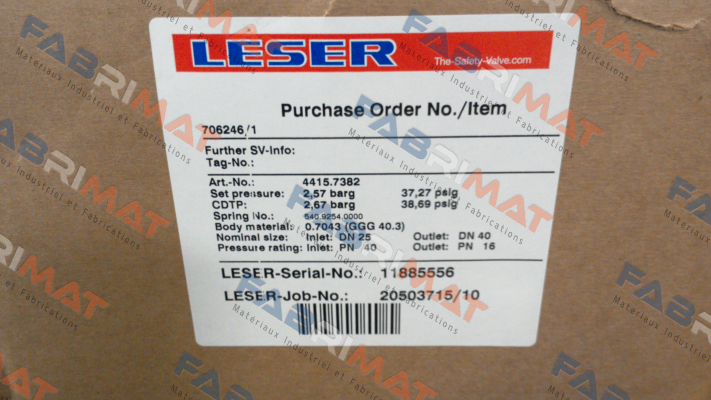 LESER
The-Safety-Valve.com
Purchase Order No./Item
706246/1
Further SV-Info:
Tag-No.:
Art.-No.: 4415.7382
Set pressure: 2,57 barg 37,27 psig
CDTP: 2,67 barg 38,69 psig
Spring No.: 540.9254.0000
Body material: 0.7043 (GGG 40.3)
Nominal size: Inlet: DN 25 Outlet: DN 40
Pressure rating: Inlet: PN 40 Outlet: PN 16
LESER-Serial-No.: 11885556
LESER-Job-No.: 20503715/10
FABRIMAT
Matériaux Industriel et Fabrications